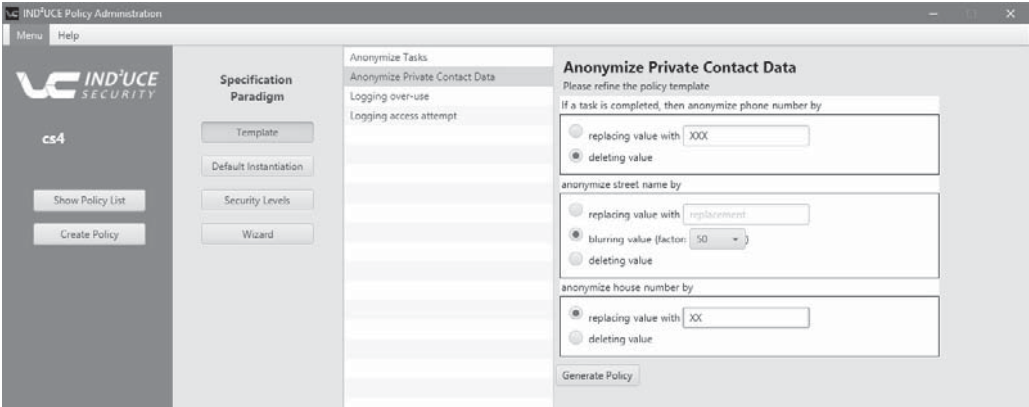 IND²UCE Policy Administration
Menu Help
IND²UCE
SECURITY
cs4
Show Policy List
Create Policy
Specification
Paradigm
Template
Default Instantiation
Security Levels
Wizard
Anonymize Tasks
Anonymize Private Contact Data
Logging over-use
Logging access attempt
Anonymize Private Contact Data
Please refine the policy template
If a task is completed, then anonymize phone number by
replacing value with XXX
deleting value
anonymize street name by
replacing value with replacement
blurring value (factor: 50 )
deleting value
anonymize house number by
replacing value with XX
deleting value
Generate Policy